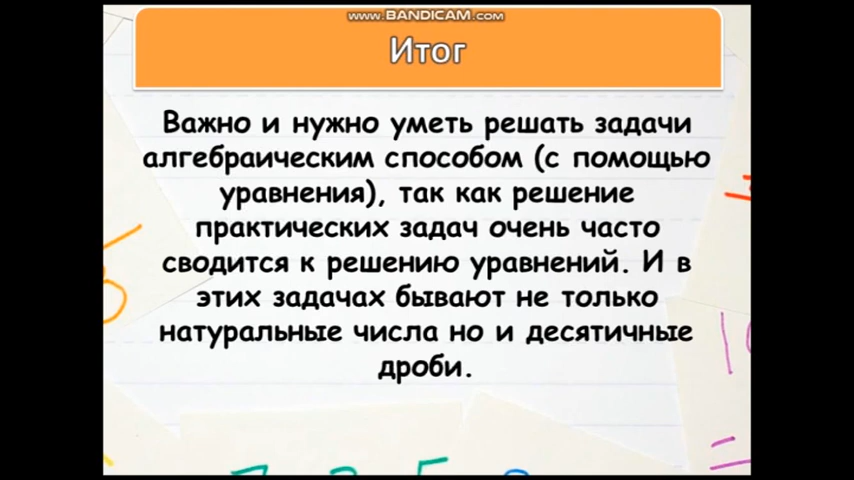 www.BANDICAM.com
Итог
Важно и нужно уметь решать задачи
алгебраическим способом (с помощью
уравнения), так как решение
практических задач очень часто
сводится к решению уравнений. И в
этих задачах бывают не только
натуральные числа но и десятичные
дроби.